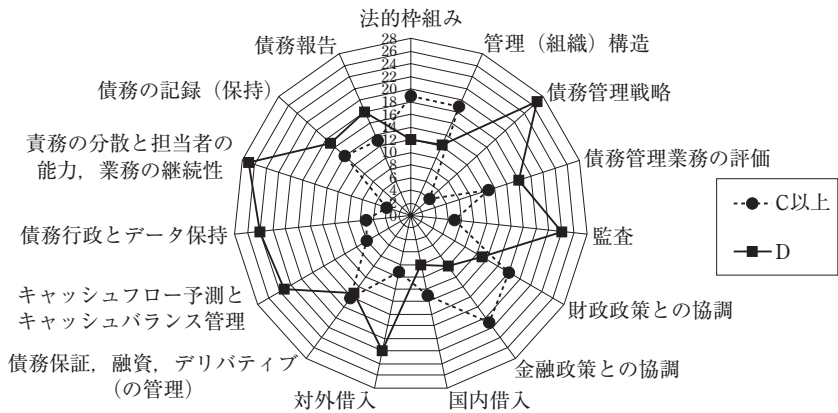 法的枠組み
管理（組織）構造
債務管理戦略
債務管理業務の評価
監査
財政政策との協調
金融政策との協調
国内借入
対外借入
債務保証，融資，デリバティブ
（の管理）
キャッシュフロー予測と
キャッシュバランス管理
債務行政とデータ保持
責務の分散と担当者の
能力，業務の継続性
債務の記録（保持）
債務報告
28
26
24
22
20
18
16
14
12
10
8
6
4
2
0
C以上
D